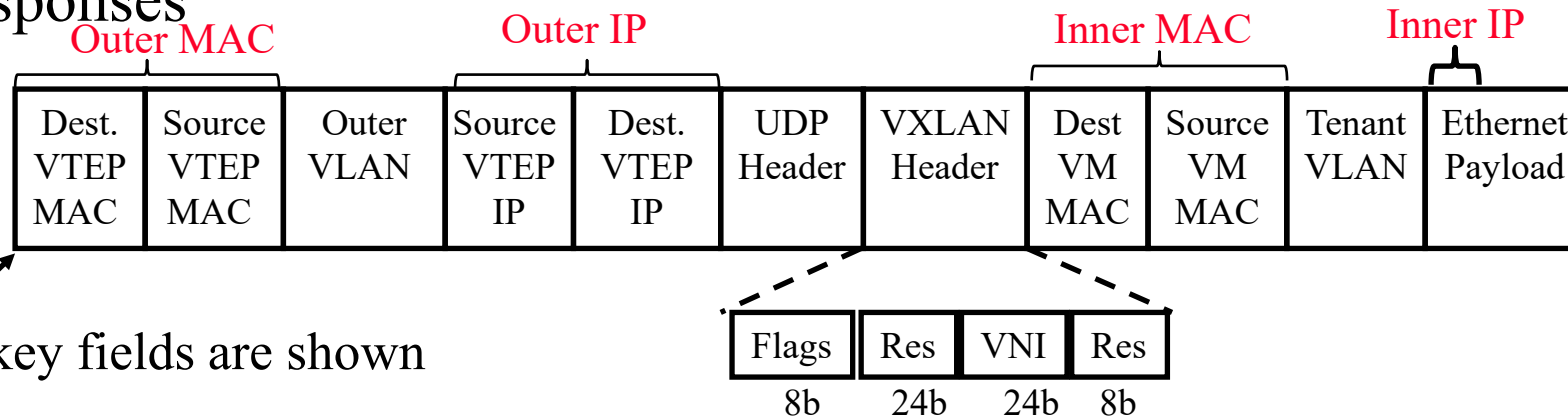 sponses
Outer MAC Outer IP Inner MAC Inner IP
Dest. VTEP MAC
Source VTEP MAC
Outer VLAN
Source VTEP IP
Dest. VTEP IP
UDP Header
VXLAN Header
Dest VM MAC
Source VM MAC
Tenant VLAN
Ethernet Payload
Flags Res VNI Res
key fields are shown
8b 24b 24b 8b